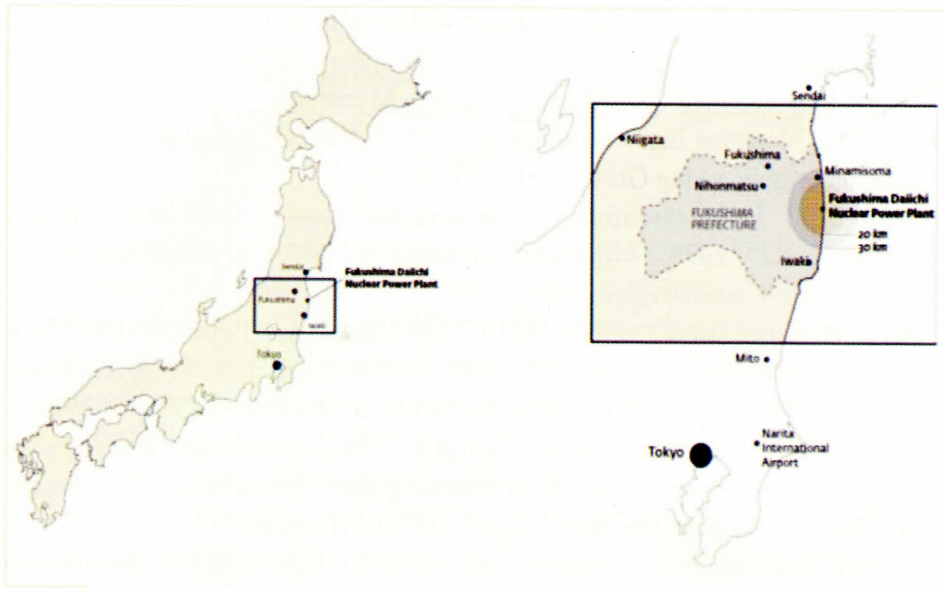 Sendai
Fukushima Daiichi
Nuclear Power Plant
Fukushima
Tokyo
Sendai
Niigata
Fukushima
Minamisoma
Nihonmatsu
Fukushima Daiichi
Nuclear Power Plant
FUKUSHIMA
PREFECTURE
20 km
30 km
Iwaki
Mito
Tokyo
Narita
International
Airport